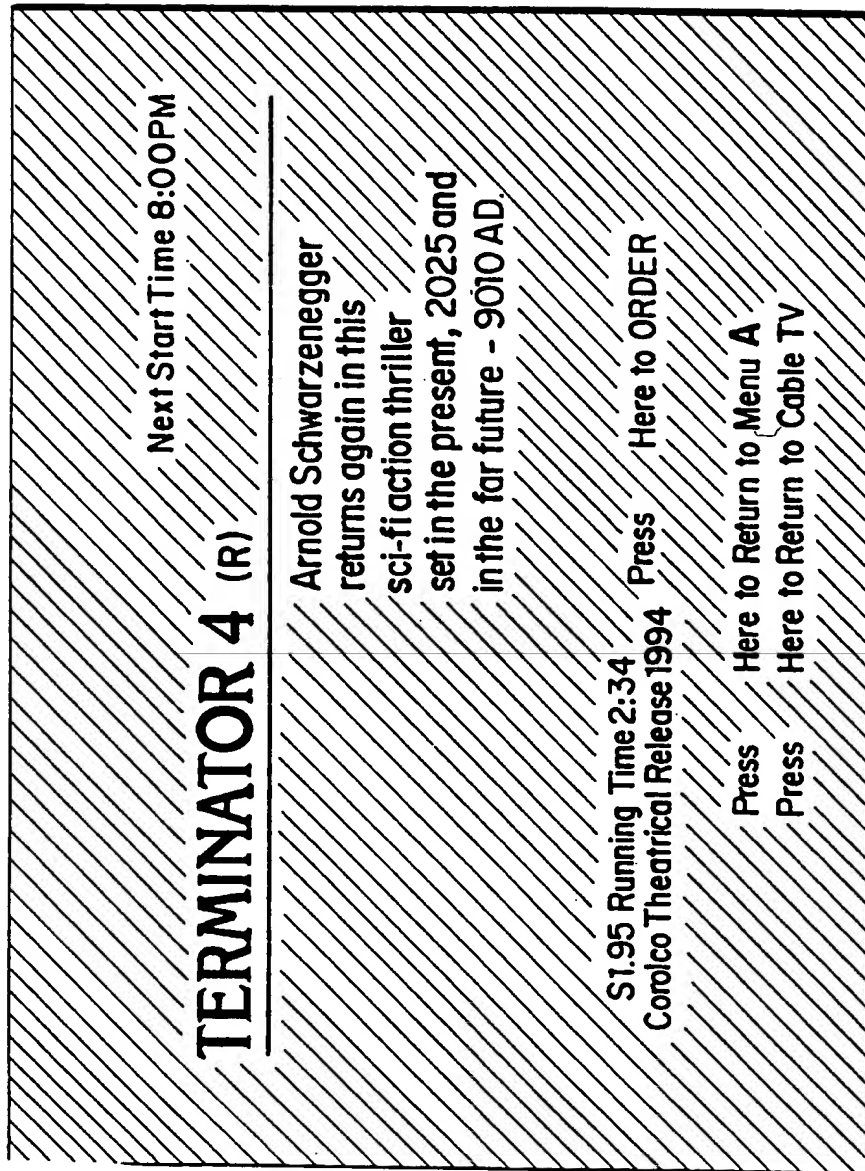 Next Start Time 8:00PM
TERMINATOR 4 (R)
Arnold Schwarzenegger
returns again in this
sci-fi action thriller
set in the present, 2025 and
in the far future - 9010 AD.
S1.95 Running Time 2:34
Corolco Theatrical Release 1994
Press Here to ORDER
Press Here to Return to Menu A
Press Here to Return to Cable TV